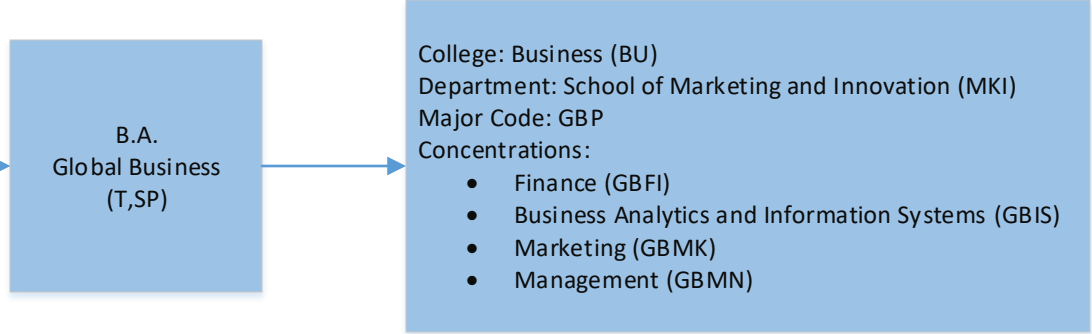 B.A.
Global Business
(T,SP)
College: Business (BU)
Department: School of Marketing and Innovation (MKI)
Major Code: GBP
Concentrations:
• Finance (GBFI)
• Business Analytics and Information Systems (GBIS)
• Marketing (GBMK)
• Management (GBMN)